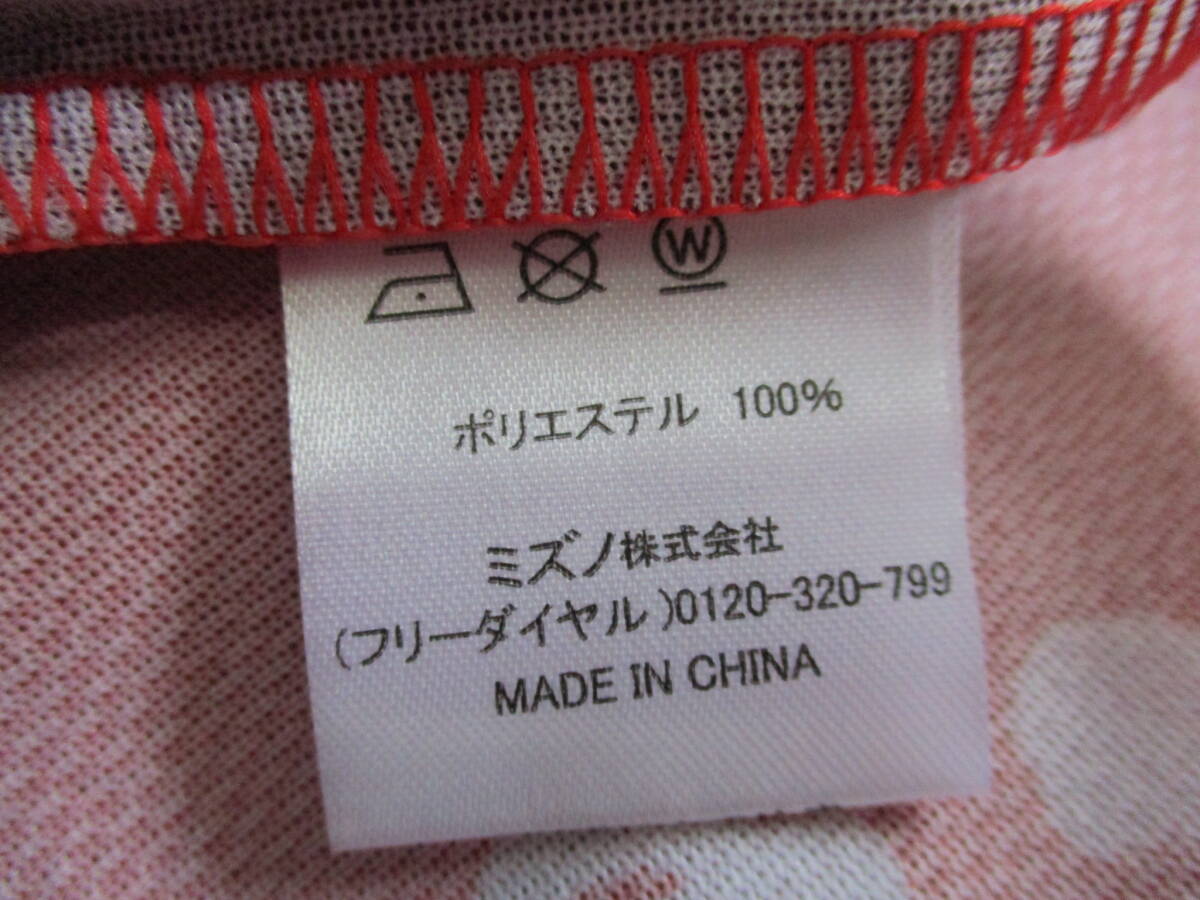 W
ポリエステル 100%
ミズノ株式会社
(フリーダイヤル)0120-320-799
MADE IN CHINA